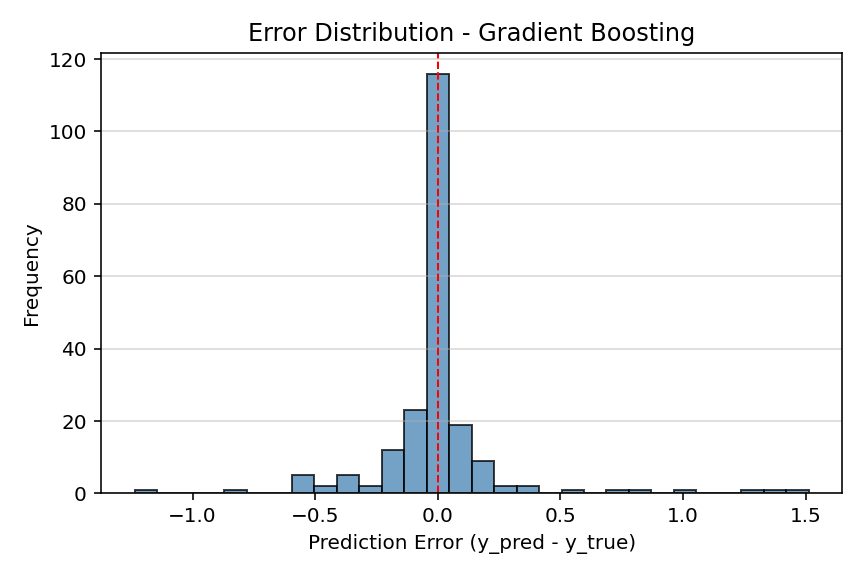 Error Distribution - Gradient Boosting
120
100
80
60
40
20
0
Frequency
−1.0 −0.5 0.0 0.5 1.0 1.5
Prediction Error (y_pred - y_true)